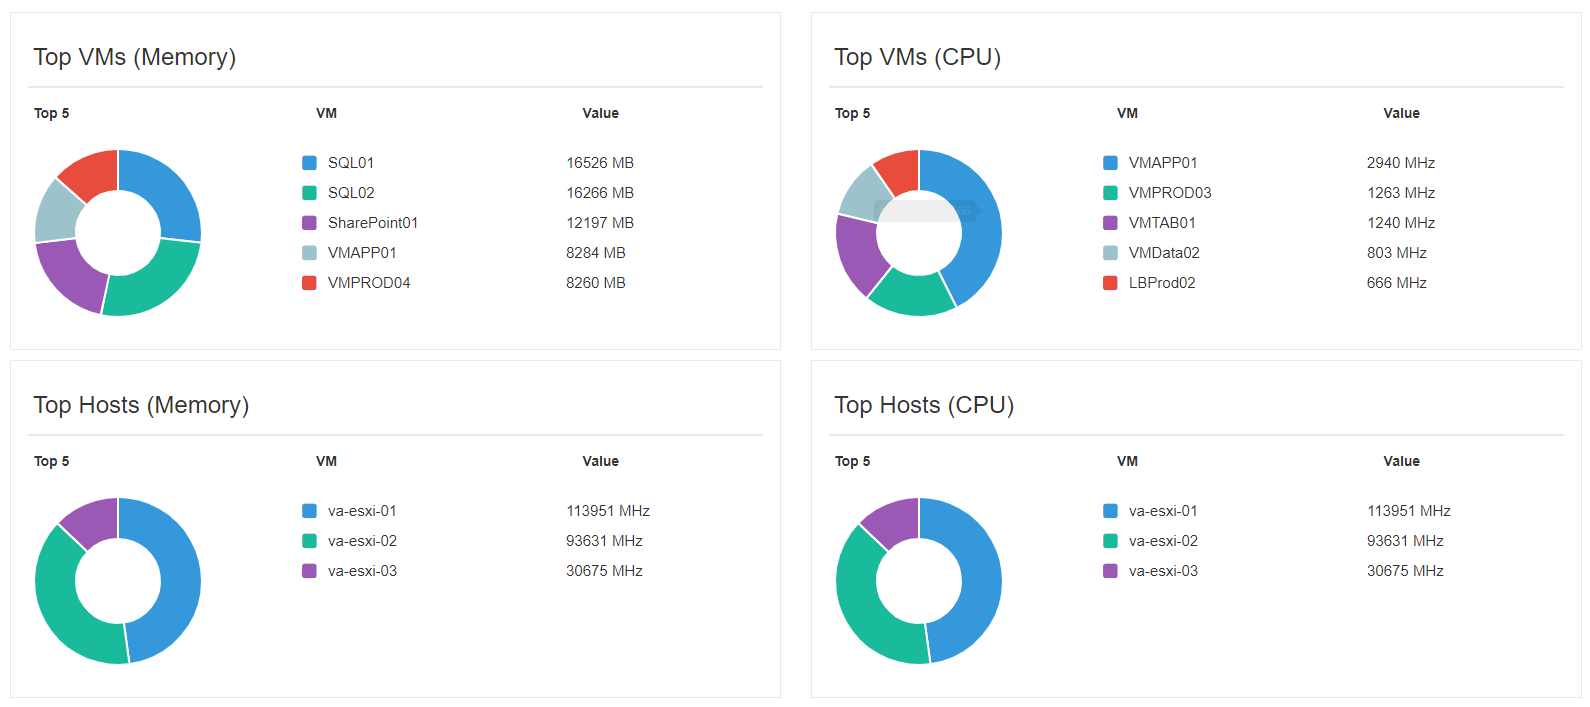 Top VMs (Memory)
Top 5 VM Value
SQL01 16526 MB
SQL02 16266 MB
SharePoint01 12197 MB
VMAPP01 8284 MB
VMPROD04 8260 MB
Top VMs (CPU)
Top 5 VM Value
VMAPP01 2940 MHz
VMPROD03 1263 MHz
VMTAB01 1240 MHz
VMData02 803 MHz
LBProd02 666 MHz
Top Hosts (Memory)
Top 5 VM Value
va-esxi-01 113951 MHz
va-esxi-02 93631 MHz
va-esxi-03 30675 MHz
Top Hosts (CPU)
Top 5 VM Value
va-esxi-01 113951 MHz
va-esxi-02 93631 MHz
va-esxi-03 30675 MHz